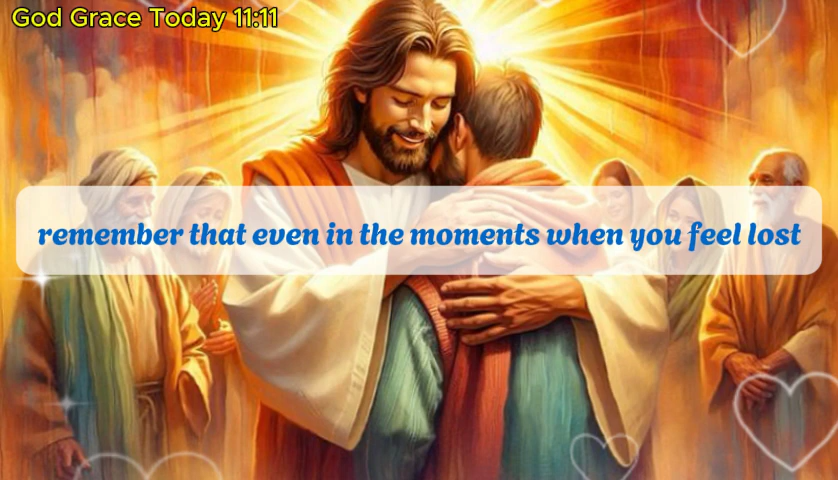 God Grace Today 11:11
remember that even in the moments when you feel lost